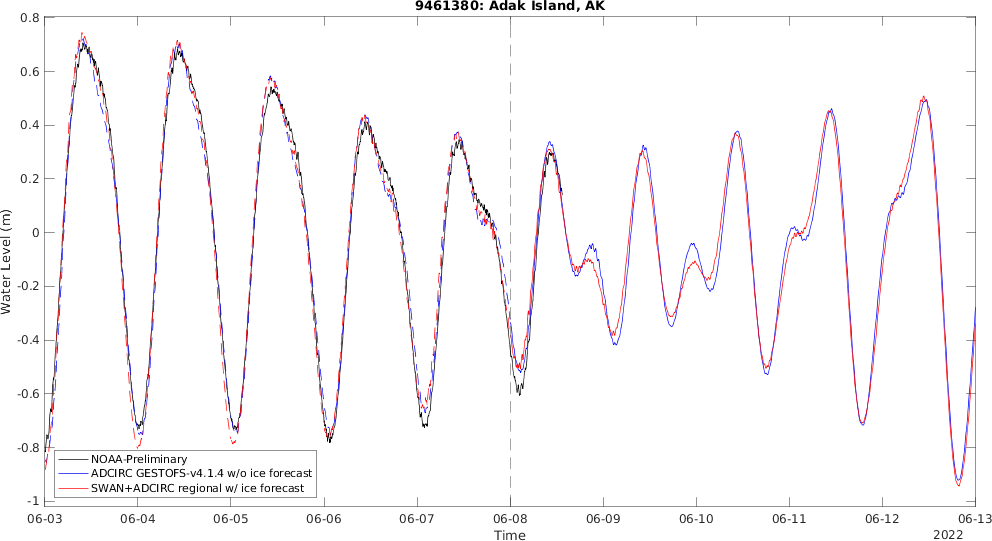 9461380: Adak Island, AK
0.8
0.6
0.4
0.2
0
-0.2
-0.4
-0.6
-0.8
-1
Water Level (m)
NOAA-Preliminary
ADCIRC GESTOFS-v4.1.4 w/o ice forecast
SWAN+ADCIRC regional w/ ice forecast
06-03 06-04 06-05 06-06 06-07 06-08 06-09 06-10 06-11 06-12 06-13
Time
2022